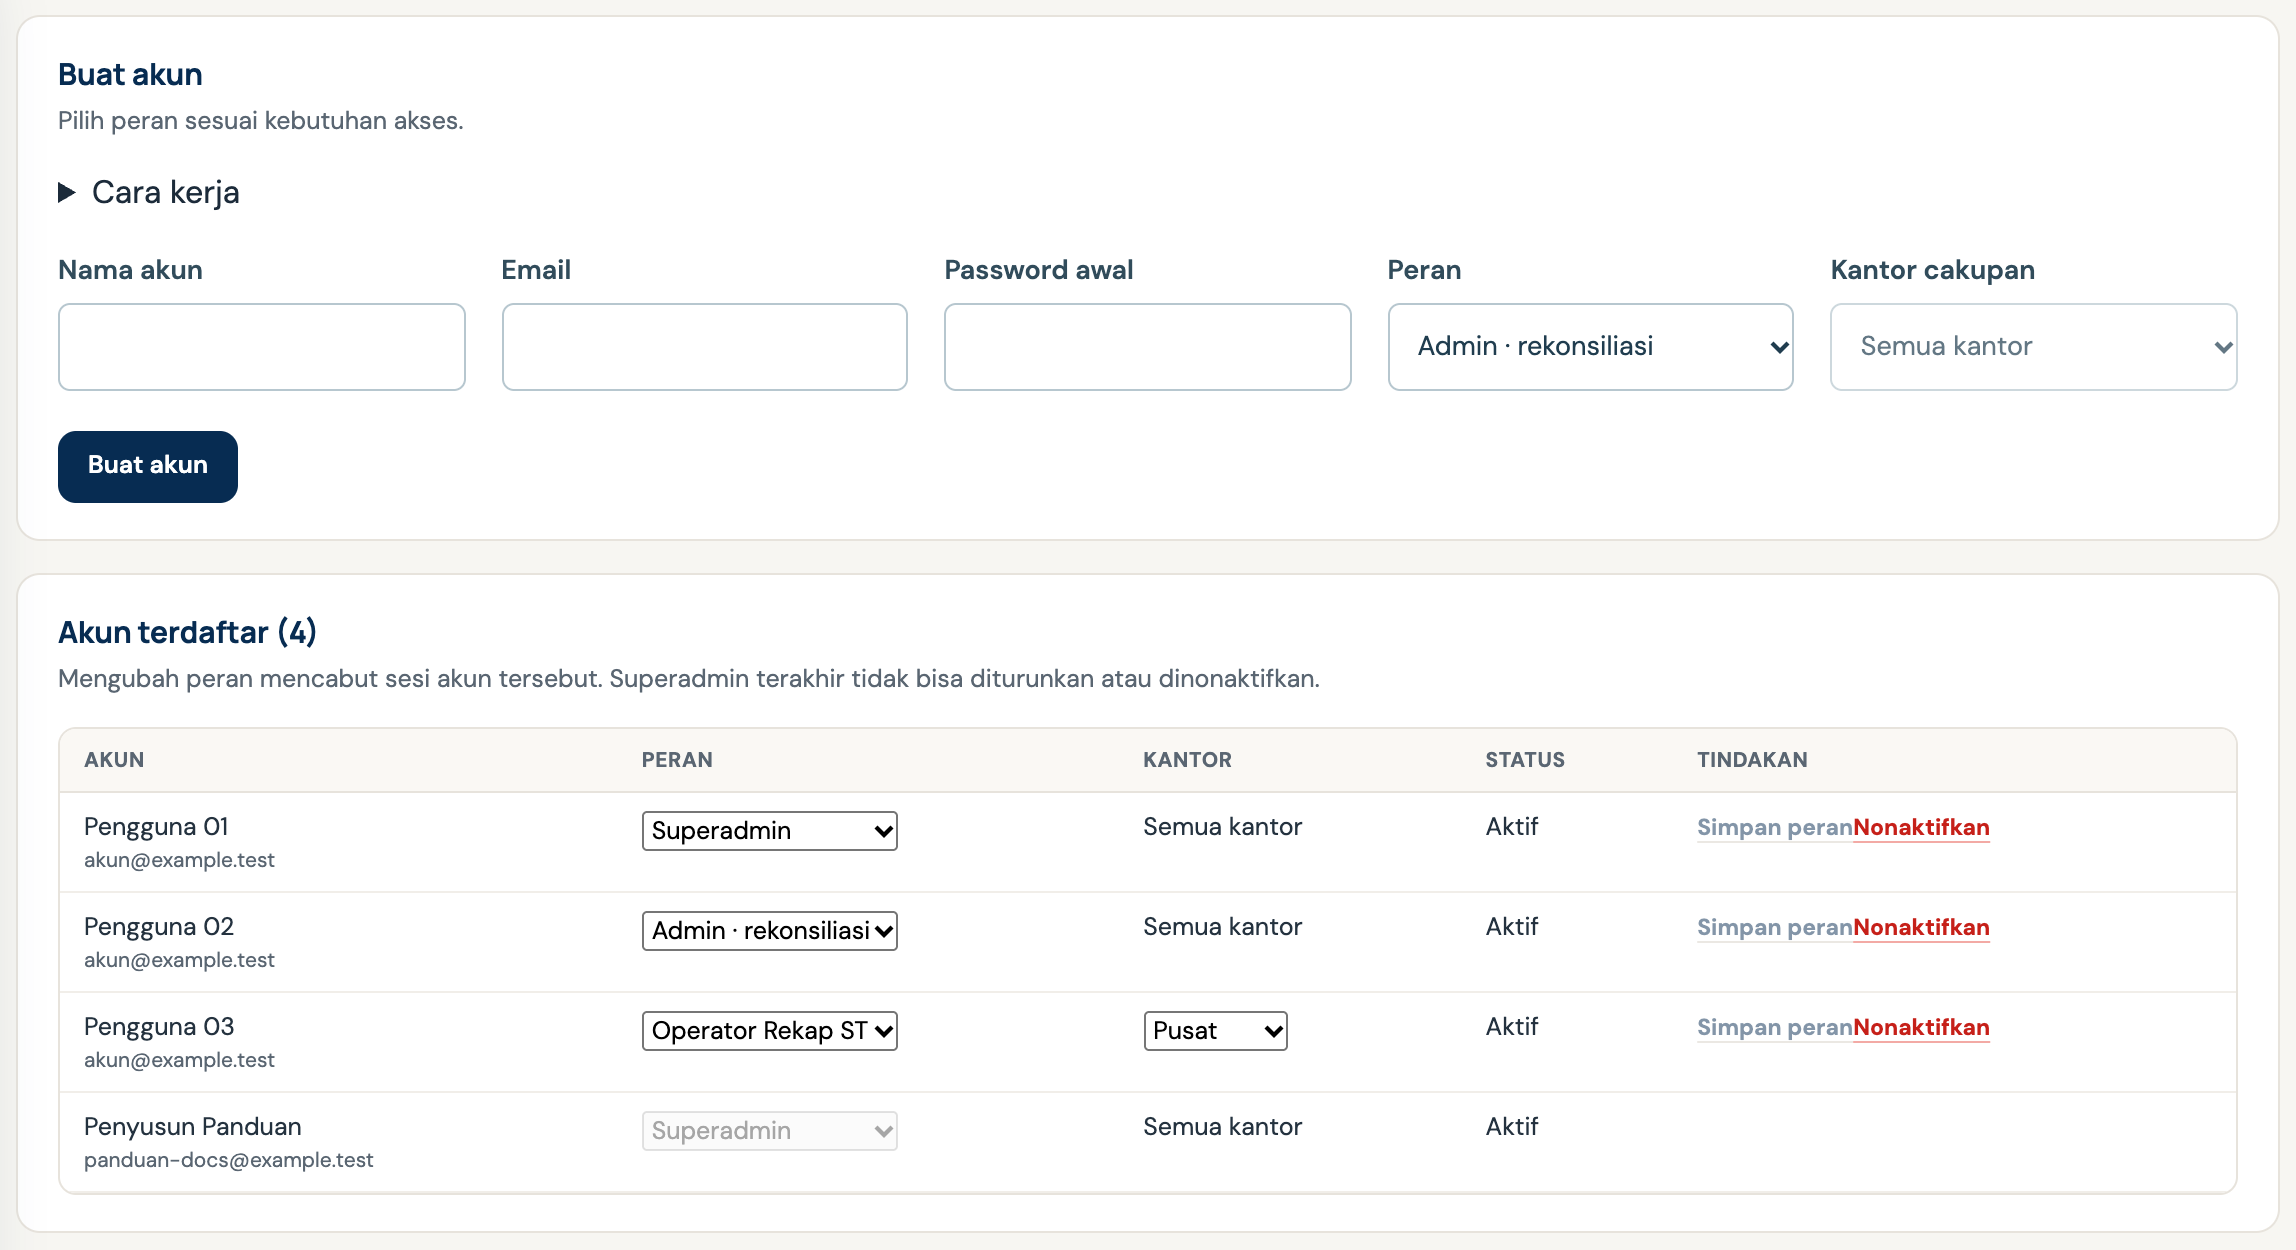 Buat akun
Pilih peran sesuai kebutuhan akses.
Cara kerja
Nama akun Email Password awal Peran Kantor cakupan
Admin · rekonsiliasi Semua kantor
Buat akun
Akun terdaftar (4)
Mengubah peran mencabut sesi akun tersebut. Superadmin terakhir tidak bisa diturunkan atau dinonaktifkan.
AKUN PERAN KANTOR STATUS TINDAKAN
Pengguna 01 Superadmin Semua kantor Aktif Simpan peranNonaktifkan
akun@example.test
Pengguna 02 Admin · rekonsiliasi Semua kantor Aktif Simpan peranNonaktifkan
akun@example.test
Pengguna 03 Operator Rekap ST Pusat Aktif Simpan peranNonaktifkan
akun@example.test
Penyusun Panduan Superadmin Semua kantor Aktif
panduan-docs@example.test